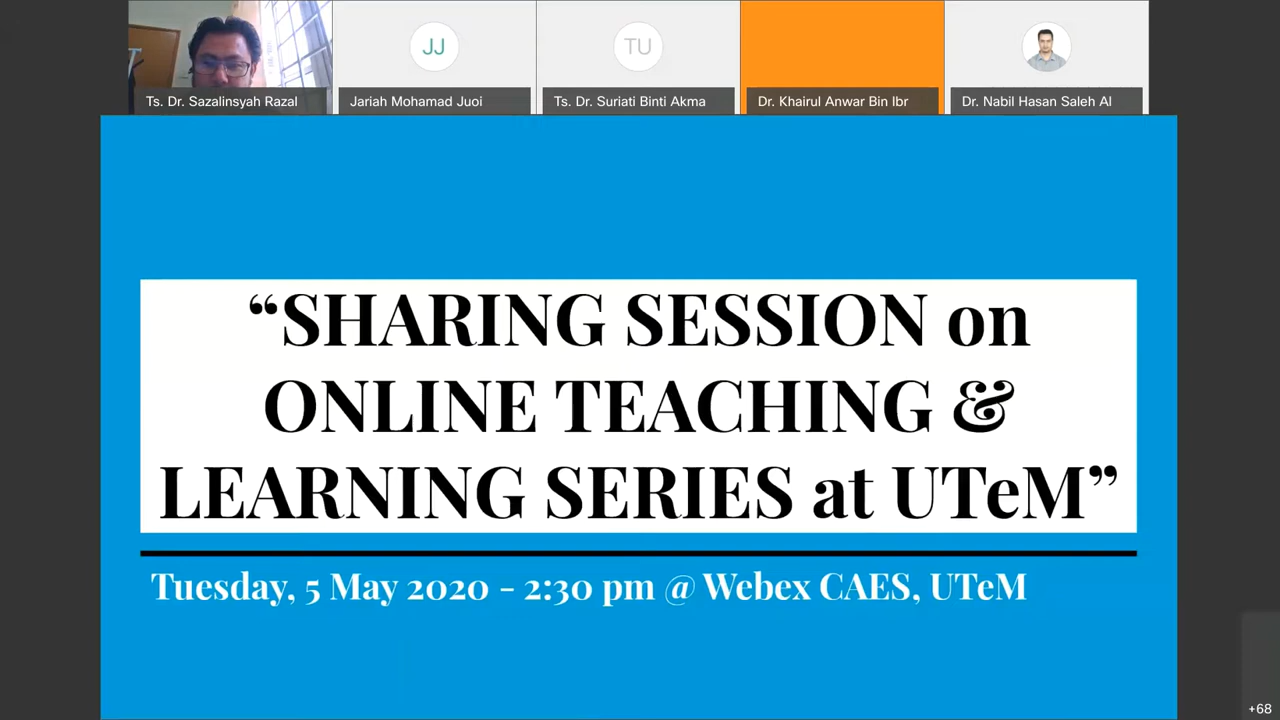 JJ
TU
Ts. Dr. Sazalinsyah Razal
Jariah Mohamad Juoi
Ts. Dr. Suriati Binti Akma
Dr. Khairul Anwar Bin Ibr
Dr. Nabil Hasan Saleh Al
“SHARING SESSION on
ONLINE TEACHING &
LEARNING SERIES at UTeM”
Tuesday, 5 May 2020 - 2:30 pm @ Webex CAES, UTeM
+68